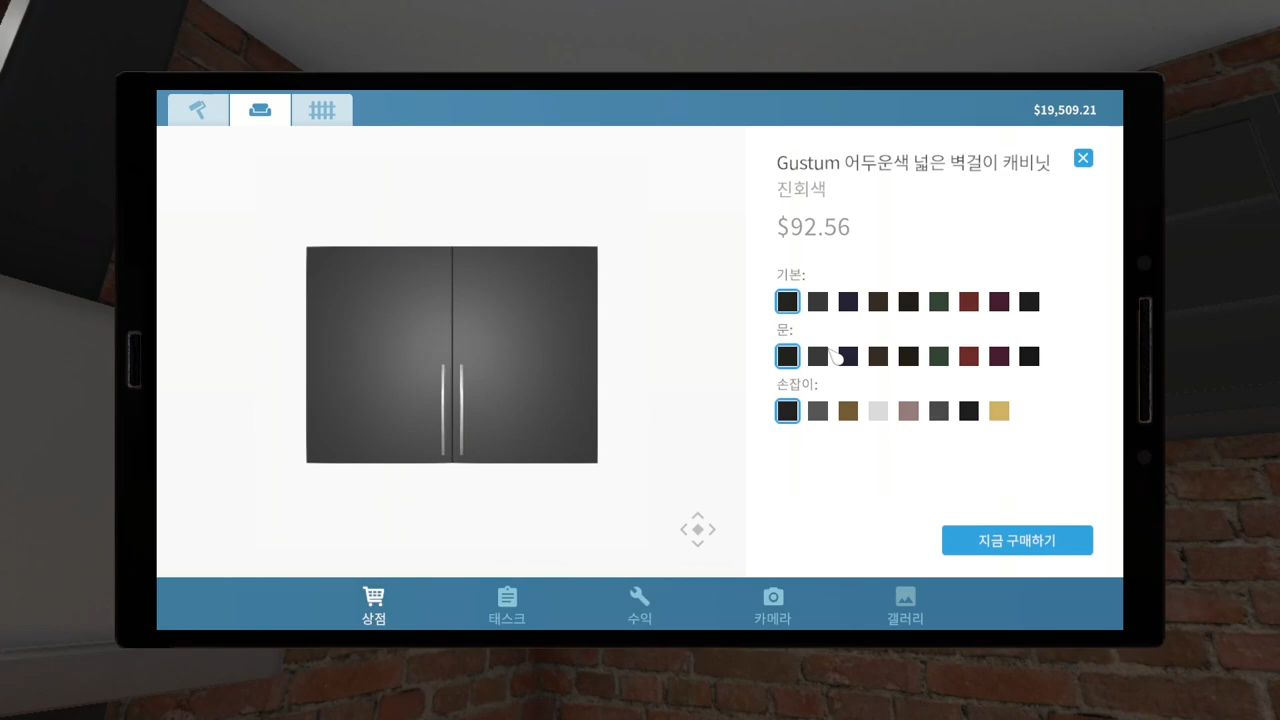 $19,509.21
Gustum 어두운색 넓은 벽걸이 캐비닛
진회색
$92.56
기본:
문:
손잡이:
지금 구매하기
상점
태스크
수익
카메라
갤러리